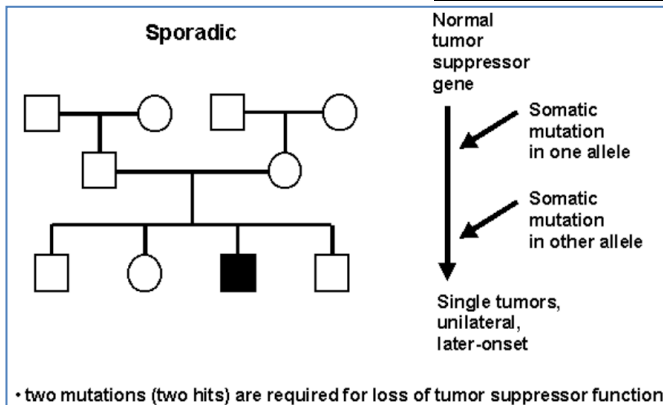 Sporadic
Normal
tumor
suppressor
gene
Somatic
mutation
in one allele
Somatic
mutation
in other allele
Single tumors,
unilateral,
later-onset
• two mutations (two hits) are required for loss of tumor suppressor function